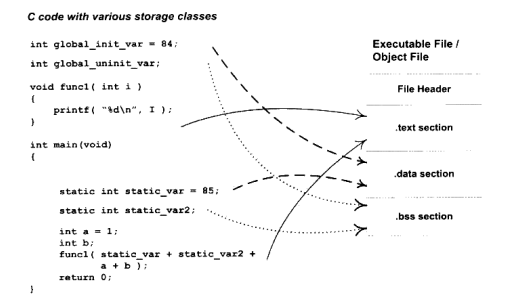 C code with various storage classes
int global_init_var = 84;
int global_uninit_var;
void func1( int i )
{
printf( "%d\n", I );
}
int main(void)
{
static int static_var = 85;
static int static_var2;
int a = 1;
int b;
func1( static_var + static_var2 +
a + b );
return 0;
}
Executable File /
Object File
File Header
.text section
.data section
.bss section